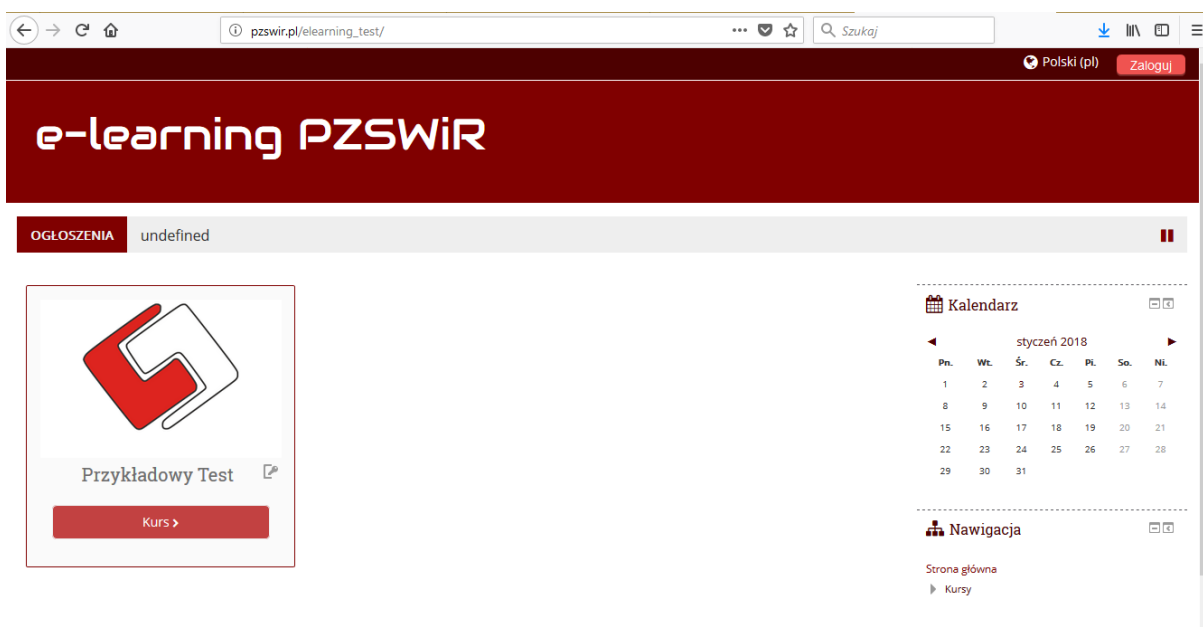 pzswir.pl/elearning_test/
Szukaj
Polski (pl)
Zaloguj
e-learning PZSWiR
OGŁOSZENIA undefined
Przykładowy Test
Kurs
Kalendarz
styczeń 2018
Pn. Wt. Śr. Cz. Pi. So. Ni.
1 2 3 4 5 6 7
8 9 10 11 12 13 14
15 16 17 18 19 20 21
22 23 24 25 26 27 28
29 30 31
Nawigacja
Strona główna
Kursy